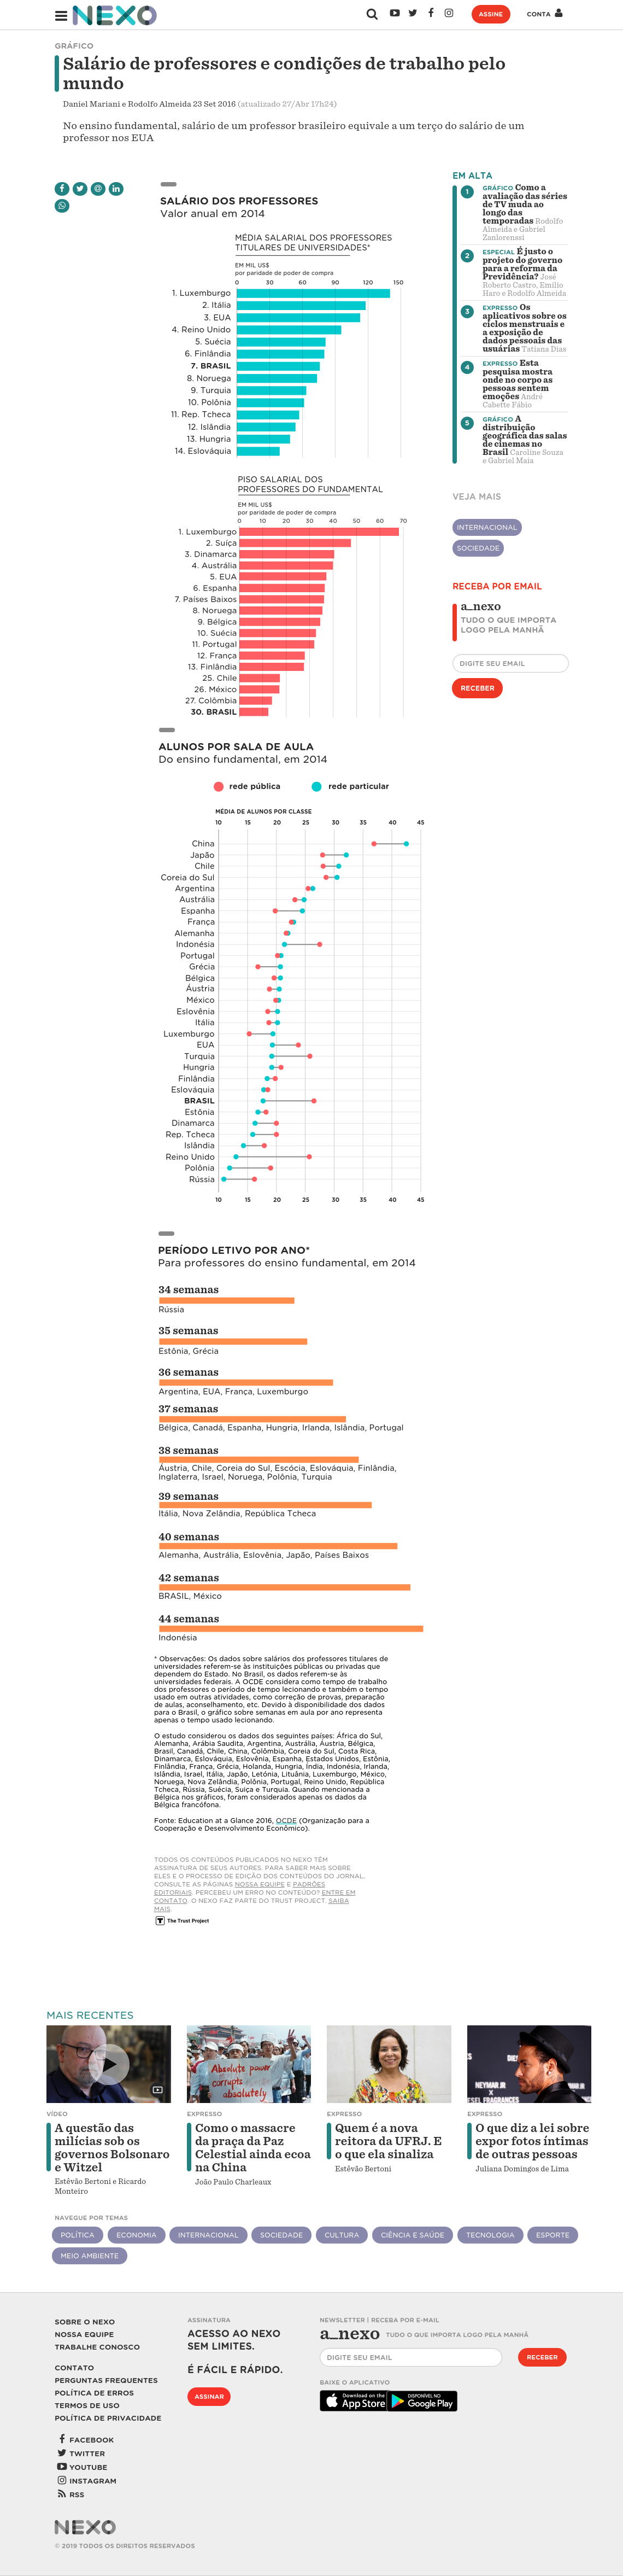 NEXO
ASSINE
CONTA
GRÁFICO
Salário de professores e condições de trabalho pelo
mundo
Daniel Mariani e Rodolfo Almeida 23 Set 2016 (atualizado 27/Abr 17h24)
No ensino fundamental, salário de um professor brasileiro equivale a um terço do salário de um
professor nos EUA
SALÁRIO DOS PROFESSORES
Valor anual em 2014
MÉDIA SALARIAL DOS PROFESSORES
TITULARES DE UNIVERSIDADES*
EM MIL US$
por paridade de poder de compra
0 30 60 90 120 150
1. Luxemburgo
2. Itália
3. EUA
4. Reino Unido
5. Suécia
6. Finlândia
7. BRASIL
8. Noruega
9. Turquia
10. Polônia
11. Rep. Tcheca
12. Islândia
13. Hungria
14. Eslováquia
PISO SALARIAL DOS
PROFESSORES DO FUNDAMENTAL
EM MIL US$
por paridade de poder de compra
0 10 20 30 40 50 60 70
1. Luxemburgo
2. Suíça
3. Dinamarca
4. Austrália
5. EUA
6. Espanha
7. Países Baixos
8. Noruega
9. Bélgica
10. Suécia
11. Portugal
12. França
13. Finlândia
25. Chile
26. México
27. Colômbia
30. BRASIL
ALUNOS POR SALA DE AULA
Do ensino fundamental, em 2014
rede pública rede particular
MÉDIA DE ALUNOS POR CLASSE
10 15 20 25 30 35 40 45
China
Japão
Chile
Coreia do Sul
Argentina
Austrália
Espanha
França
Alemanha
Indonésia
Portugal
Grécia
Bélgica
Áustria
México
Eslovênia
Itália
Luxemburgo
EUA
Turquia
Hungria
Finlândia
Eslováquia
BRASIL
Estônia
Dinamarca
Rep. Tcheca
Islândia
Reino Unido
Polônia
Rússia
10 15 20 25 30 35 40 45
PERÍODO LETIVO POR ANO*
Para professores do ensino fundamental, em 2014
34 semanas
Rússia
35 semanas
Estônia, Grécia
36 semanas
Argentina, EUA, França, Luxemburgo
37 semanas
Bélgica, Canadá, Espanha, Hungria, Irlanda, Islândia, Portugal
38 semanas
Áustria, Chile, Coreia do Sul, Escócia, Eslováquia, Finlândia,
Inglaterra, Israel, Noruega, Polônia, Turquia
39 semanas
Itália, Nova Zelândia, República Tcheca
40 semanas
Alemanha, Austrália, Eslovênia, Japão, Países Baixos
42 semanas
BRASIL, México
44 semanas
Indonésia
* Observações: Os dados sobre salários dos professores titulares de
universidades referem-se às instituições públicas ou privadas que
dependem do Estado. No Brasil, os dados referem-se às
universidades federais. A OCDE considera como tempo de trabalho
dos professores o período de tempo lecionando e também o tempo
usado em outras atividades, como correção de provas, preparação
de aulas, aconselhamento, etc. Devido à disponibilidade dos dados
para o Brasil, o gráfico sobre semanas em aula por ano representa
apenas o tempo usado lecionando.
O estudo considerou os dados dos seguintes países: África do Sul,
Alemanha, Arábia Saudita, Argentina, Austrália, Áustria, Bélgica,
Brasil, Canadá, Chile, China, Colômbia, Coreia do Sul, Costa Rica,
Dinamarca, Eslováquia, Eslovênia, Espanha, Estados Unidos, Estônia,
Finlândia, França, Grécia, Holanda, Hungria, Índia, Indonésia, Irlanda,
Islândia, Israel, Itália, Japão, Letónia, Lituânia, Luxemburgo, México,
Noruega, Nova Zelândia, Polônia, Portugal, Reino Unido, República
Tcheca, Rússia, Suécia, Suíça e Turquia. Quando mencionada a
Bélgica nos gráficos, foram considerados apenas os dados da
Bélgica francófona.
Fonte: Education at a Glance 2016, OCDE (Organização para a
Cooperação e Desenvolvimento Econômico).
TODOS OS CONTEÚDOS PUBLICADOS NO NEXO TÊM
ASSINATURA DE SEUS AUTORES. PARA SABER MAIS SOBRE
ELES E O PROCESSO DE EDIÇÃO DOS CONTEÚDOS DO JORNAL,
CONSULTE AS PÁGINAS NOSSA EQUIPE E PADRÕES
EDITORIAIS. PERCEBEU UM ERRO NO CONTEÚDO? ENTRE EM
CONTATO. O NEXO FAZ PARTE DO TRUST PROJECT. SAIBA
MAIS.
T The Trust Project
EM ALTA
1 GRÁFICO Como a
avaliação das séries
de TV muda ao
longo das
temporadas Rodolfo
Almeida e Gabriel
Zanlorenssi
2 ESPECIAL É justo o
projeto do governo
para a reforma da
Previdência? José
Roberto Castro, Emílio
Haro e Rodolfo Almeida
3 EXPRESSO Os
aplicativos sobre os
ciclos menstruais e
a exposição de
dados pessoais das
usuárias Tatiana Dias
4 EXPRESSO Esta
pesquisa mostra
onde no corpo as
pessoas sentem
emoções André
Cabette Fábio
5 GRÁFICO A
distribuição
geográfica das salas
de cinemas no
Brasil Caroline Souza
e Gabriel Maia
VEJA MAIS
INTERNACIONAL
SOCIEDADE
RECEBA POR EMAIL
a_nexo
TUDO O QUE IMPORTA
LOGO PELA MANHÃ
DIGITE SEU EMAIL
RECEBER
MAIS RECENTES
VÍDEO
A questão das
milícias sob os
governos Bolsonaro
e Witzel
Estêvão Bertoni e Ricardo
Monteiro
Absolute power
corrupts
absolutely
EXPRESSO
Como o massacre
da praça da Paz
Celestial ainda ecoa
na China
João Paulo Charleaux
EXPRESSO
Quem é a nova
reitora da UFRJ. E
o que ela sinaliza
Estêvão Bertoni
NEYMAR JR
X
EXPRESSO
O que diz a lei sobre
expor fotos íntimas
de outras pessoas
Juliana Domingos de Lima
NAVEGUE POR TEMAS
POLÍTICA ECONOMIA INTERNACIONAL SOCIEDADE CULTURA CIÊNCIA E SAÚDE TECNOLOGIA ESPORTE
MEIO AMBIENTE
SOBRE O NEXO
NOSSA EQUIPE
TRABALHE CONOSCO
CONTATO
PERGUNTAS FREQUENTES
POLÍTICA DE ERROS
TERMOS DE USO
POLÍTICA DE PRIVACIDADE
FACEBOOK
TWITTER
YOUTUBE
INSTAGRAM
RSS
ASSINATURA
ACESSO AO NEXO
SEM LIMITES.
É FÁCIL E RÁPIDO.
ASSINAR
NEWSLETTER | RECEBA POR E-MAIL
a_nexo TUDO O QUE IMPORTA LOGO PELA MANHÃ
DIGITE SEU EMAIL
RECEBER
BAIXE O APLICATIVO
Download on the
App Store
DISPONÍVEL NO
Google Play
NEXO
© 2019 TODOS OS DIREITOS RESERVADOS